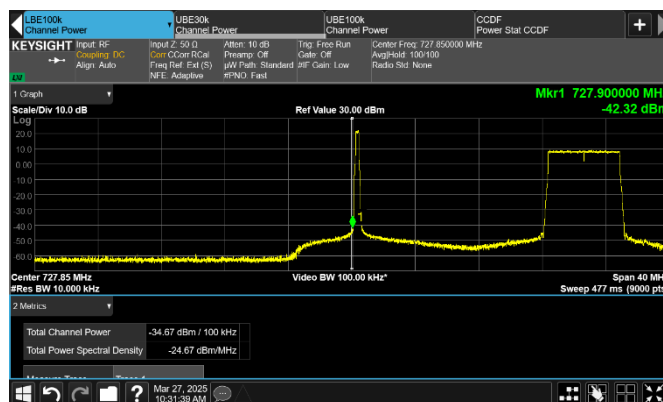 LBE100k
Channel Power
UBE30k
Channel Power
UBE100k
Channel Power
CCDF
Power Stat CCDF
KEYSIGHT
Input: RF
Coupling: DC
Align: Auto
Input Z: 50 Ω
Corr CCorr RCal
Freq Ref: Ext (S)
NFE: Adaptive
Atten: 10 dB
Preamp: Off
µW Path: Standard
#PNO: Fast
Trig: Free Run
Gate: Off
#IF Gain: Low
Center Freq: 727.850000 MHz
Avg|Hold: 100/100
Radio Std: None
1 Graph
Mkr1 727.900000 MH
-42.32 dBm
Scale/Div 10.0 dB
Ref Value 30.00 dBm
Log
20.0
10.0
0.00
-10.0
-20.0
-30.0
-40.0
-50.0
-60.0
1
Center 727.85 MHz
Video BW 100.00 kHz*
Span 40 MH
#Res BW 10.000 kHz
Sweep 477 ms (9000 pts
2 Metrics
Total Channel Power
-34.67 dBm / 100 kHz
Total Power Spectral Density
-24.67 dBm/MHz
Mar 27, 2025
10:31:39 AM